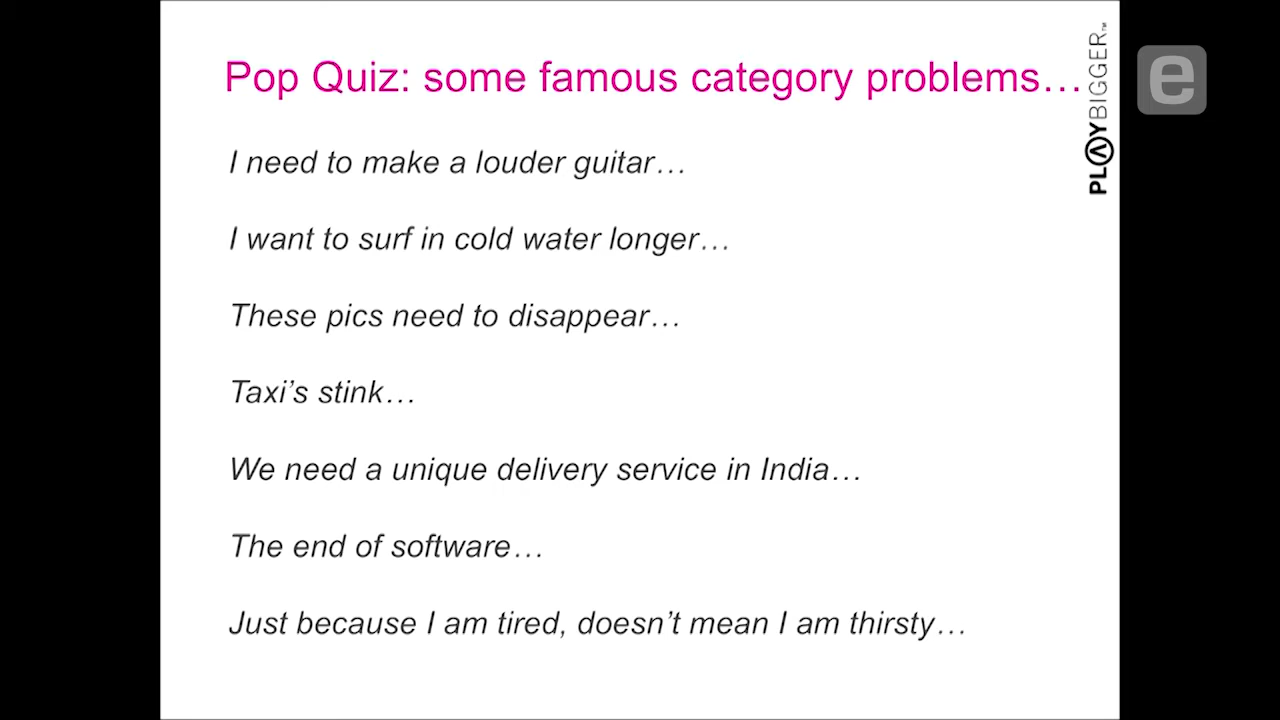 Pop Quiz: some famous category problems…
I need to make a louder guitar…
I want to surf in cold water longer…
These pics need to disappear…
Taxi’s stink…
We need a unique delivery service in India…
The end of software…
Just because I am tired, doesn’t mean I am thirsty…
PLAYBIGGER™
e